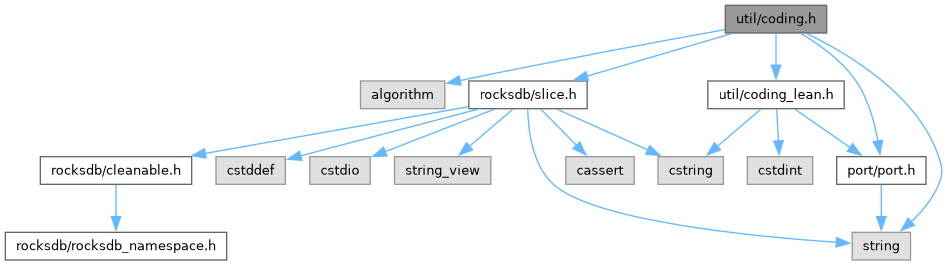 util/coding.h
algorithm
rocksdb/slice.h
util/coding_lean.h
rocksdb/cleanable.h
cstddef
cstdio
string_view
cassert
cstring
cstdint
port/port.h
rocksdb/rocksdb_namespace.h
string